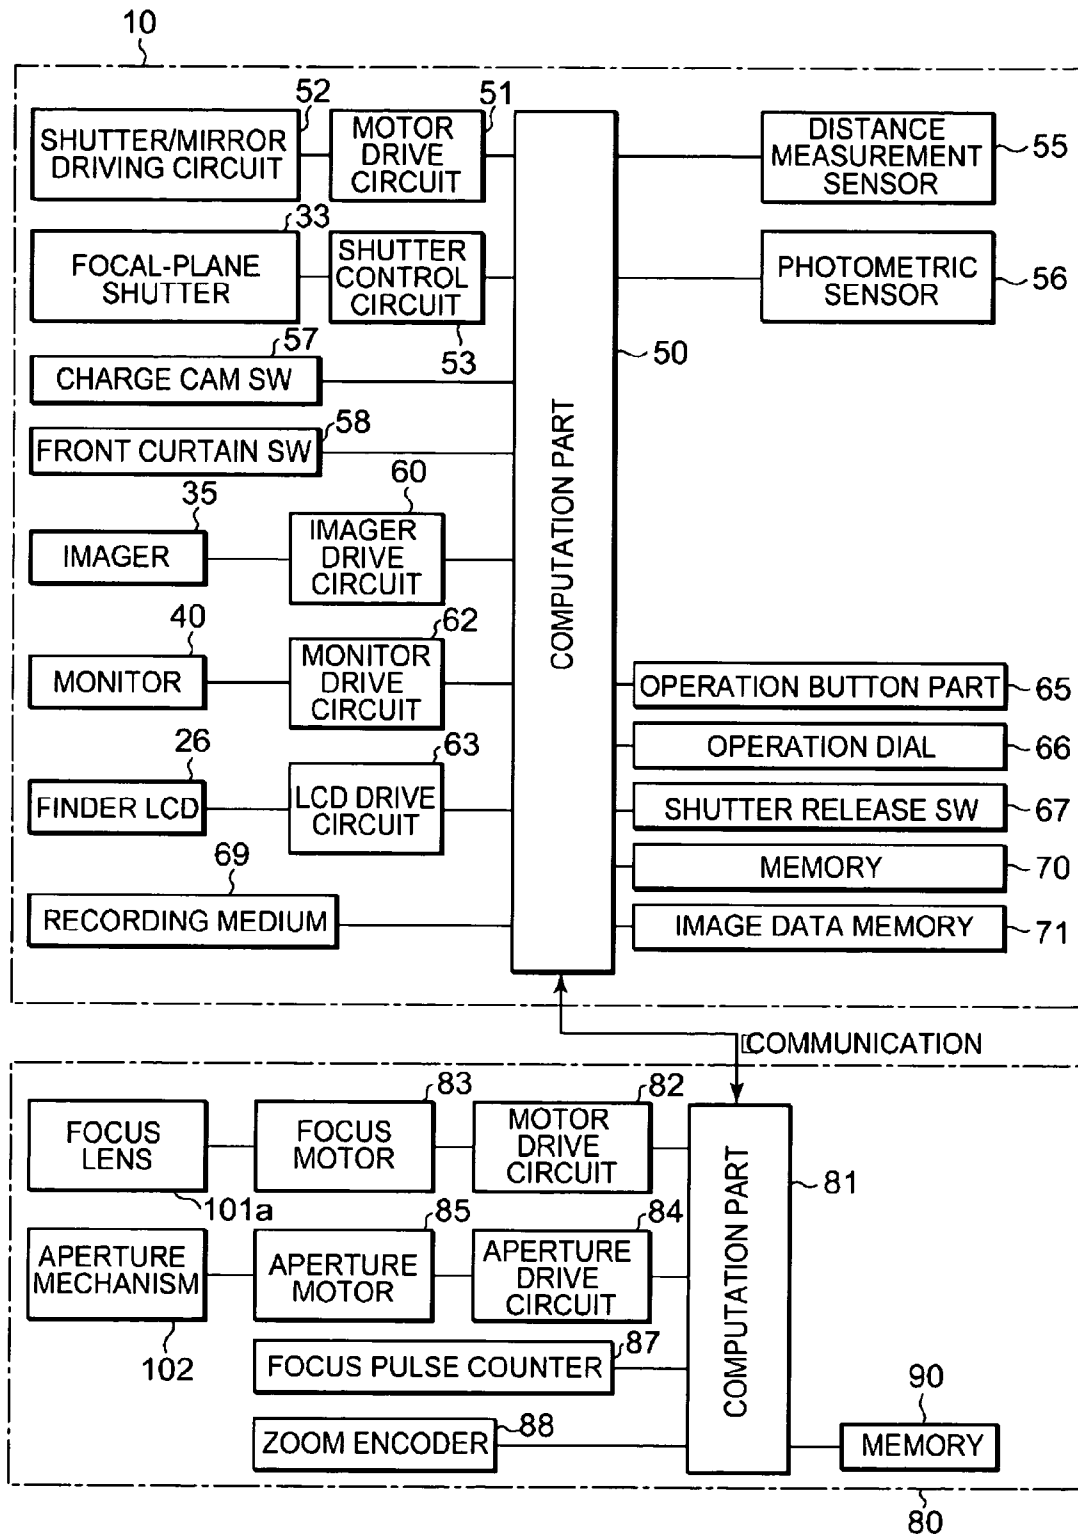 10
52
51
SHUTTER/MIRROR
DRIVING CIRCUIT
MOTOR
DRIVE
CIRCUIT
DISTANCE
MEASUREMENT
SENSOR
55
33
FOCAL-PLANE
SHUTTER
SHUTTER
CONTROL
CIRCUIT
53
PHOTOMETRIC
SENSOR
56
50
COMPUTATION PART
57
CHARGE CAM SW
58
FRONT CURTAIN SW
35
IMAGER
60
IMAGER
DRIVE
CIRCUIT
40
MONITOR
62
MONITOR
DRIVE
CIRCUIT
26
FINDER LCD
63
LCD DRIVE
CIRCUIT
69
RECORDING MEDIUM
OPERATION BUTTON PART
65
OPERATION DIAL
66
SHUTTER RELEASE SW
67
MEMORY
70
IMAGE DATA MEMORY
71
COMMUNICATION
FOCUS
LENS
101a
83
FOCUS
MOTOR
82
MOTOR
DRIVE
CIRCUIT
COMPUTATION PART
81
APERTURE
MECHANISM
102
85
APERTURE
MOTOR
84
APERTURE
DRIVE
CIRCUIT
87
FOCUS PULSE COUNTER
88
ZOOM ENCODER
90
MEMORY
80